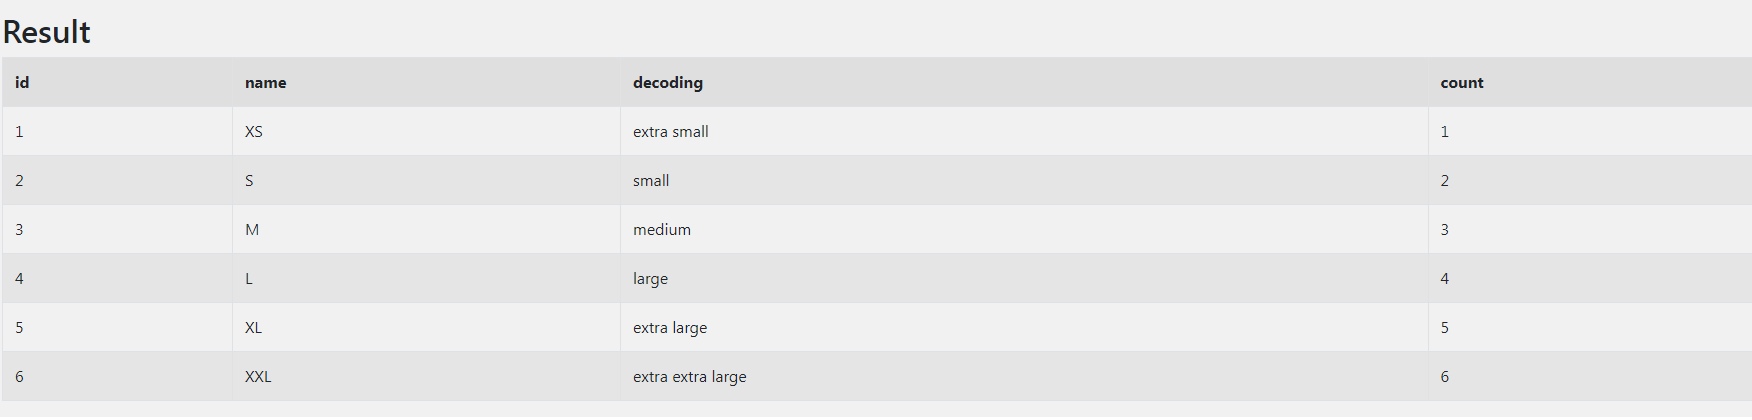 Result
id name decoding count
1 XS extra small 1
2 S small 2
3 M medium 3
4 L large 4
5 XL extra large 5
6 XXL extra extra large 6